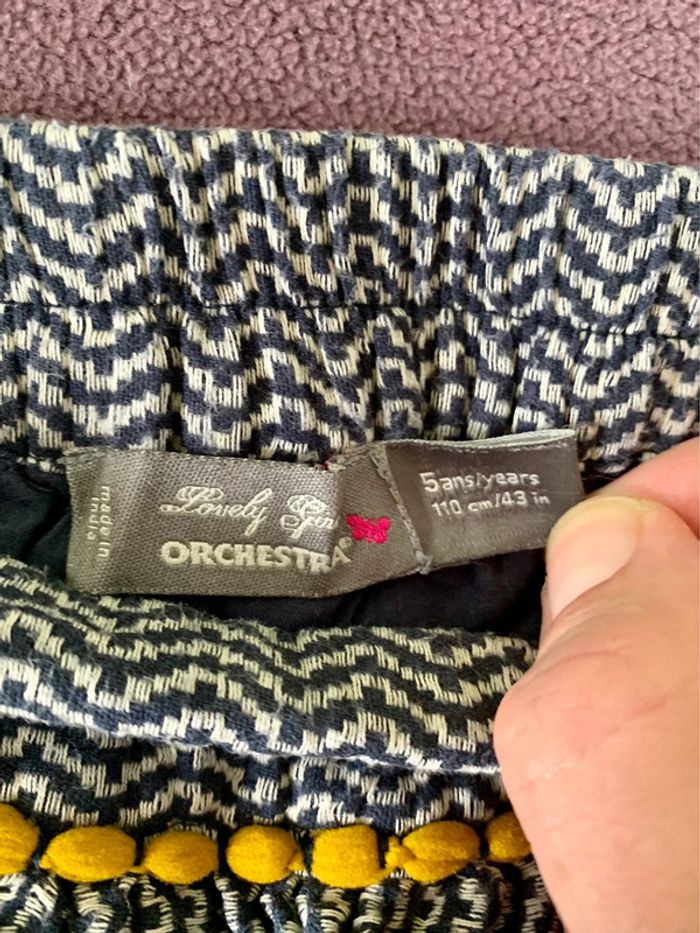 made in
india
Lovely Girl
ORCHESTRA®
5ans/years
110 cm/43 in